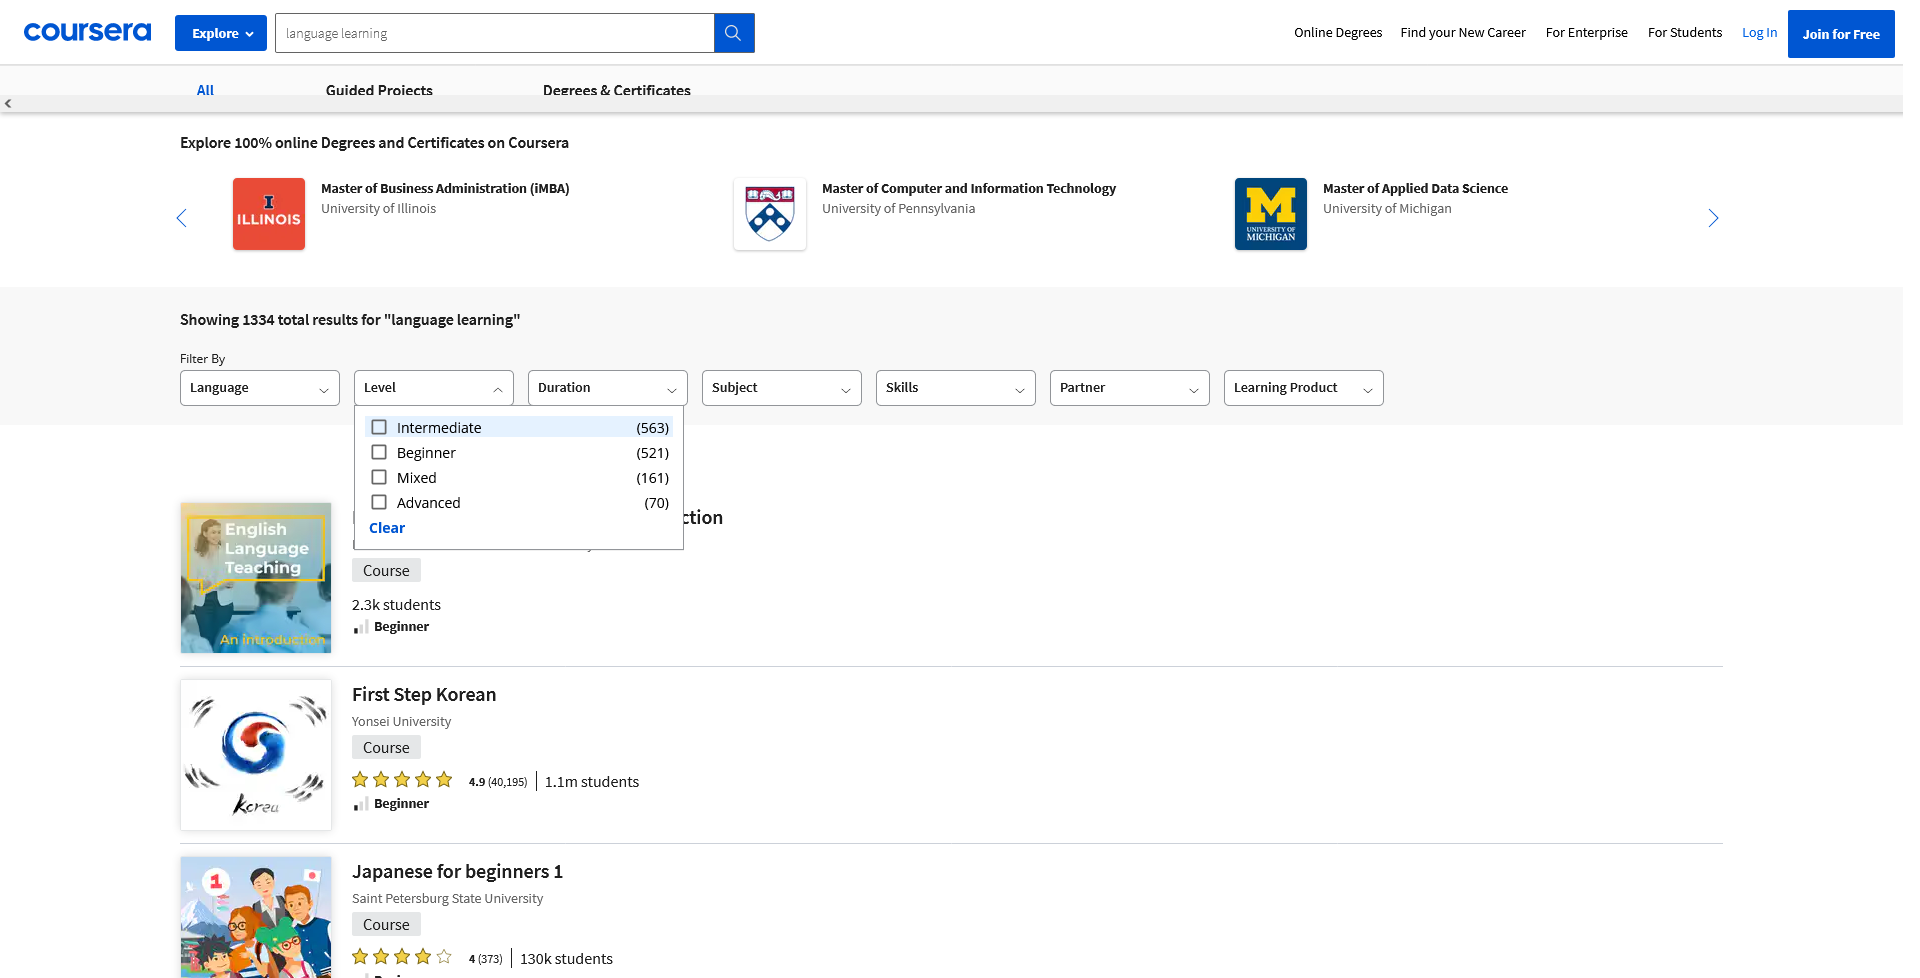 coursera
Explore
language learning
Online Degrees
Find your New Career
For Enterprise
For Students
Log In
Join for Free
All
Guided Projects
Degrees & Certificates
Explore 100% online Degrees and Certificates on Coursera
I
ILLINOIS
Master of Business Administration (iMBA)
University of Illinois
Master of Computer and Information Technology
University of Pennsylvania
M
UNIVERSITY OF
MICHIGAN
Master of Applied Data Science
University of Michigan
Showing 1334 total results for "language learning"
Filter By
Language
Level
Duration
Subject
Skills
Partner
Learning Product
Intermediate (563)
Beginner (521)
Mixed (161)
Advanced (70)
Clear
English
Language
Teaching
An introduction
Course
2.3k students
Beginner
Korea
First Step Korean
Yonsei University
Course
4.9 (40,195) 1.1m students
Beginner
1
Japanese for beginners 1
Saint Petersburg State University
Course
4 (373) 130k students